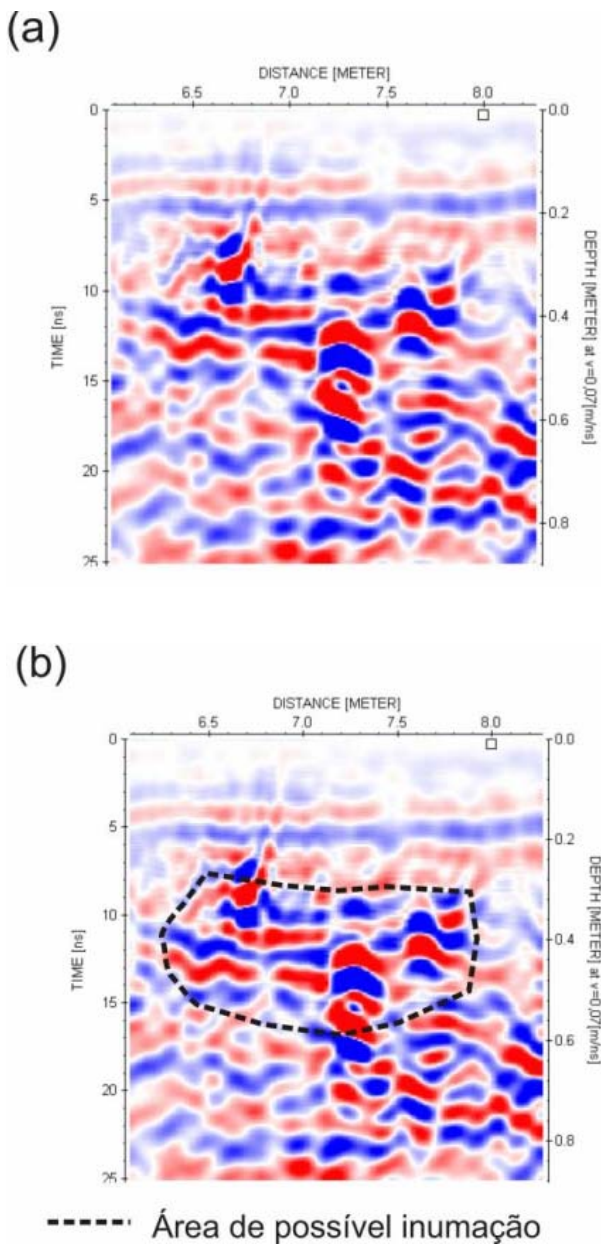 (a)
DISTANCE [METER]
6.5 7.0 7.5 8.0
0 0.0
5 0.2
10 0.4
15 0.6
20 0.8
25
TIME [ns]
DEPTH [METER] at v=0,07[m/ns]
(b)
DISTANCE [METER]
6.5 7.0 7.5 8.0
0 0.0
5 0.2
10 0.4
15 0.6
20 0.8
25
TIME [ns]
DEPTH [METER] at v=0,07[m/ns]
Área de possível inumação